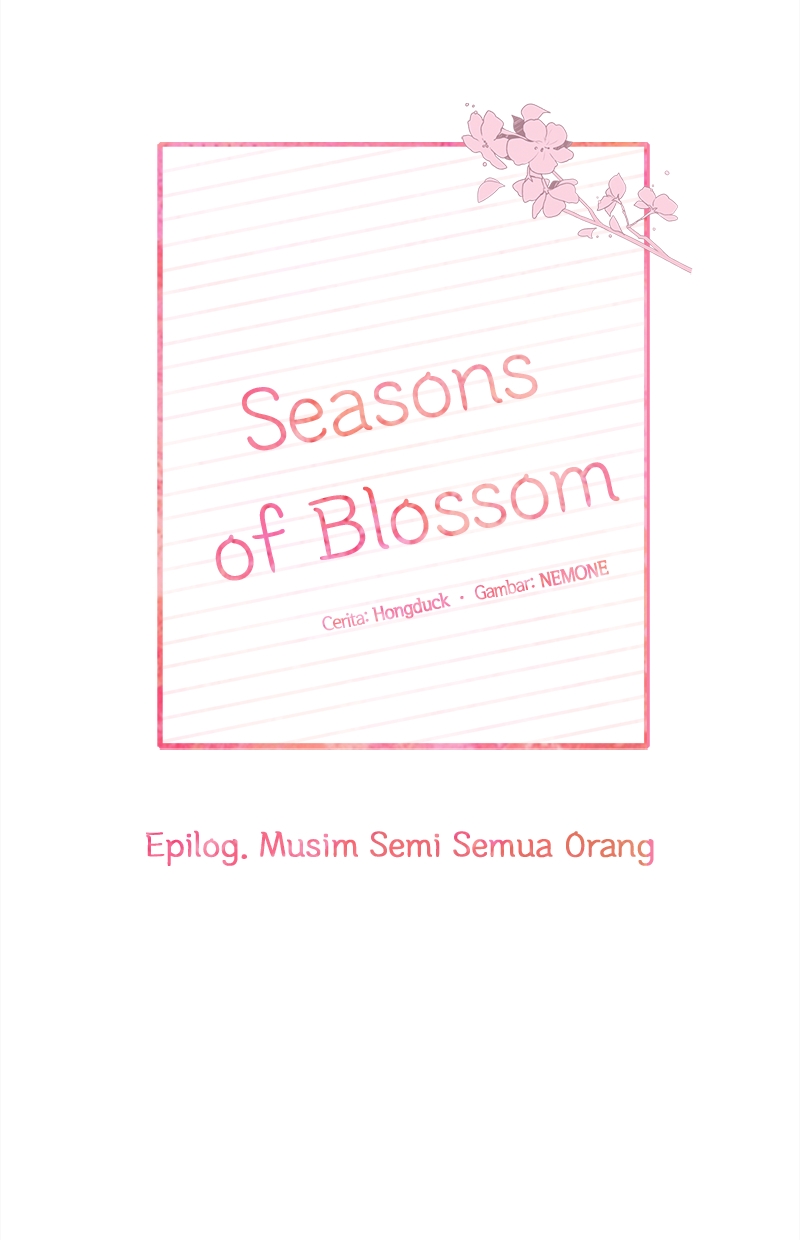 Seasons
of Blossom
Cerita: Hongduck · Gambar: NEMONE
Epilog. Musim Semi Semua Orang